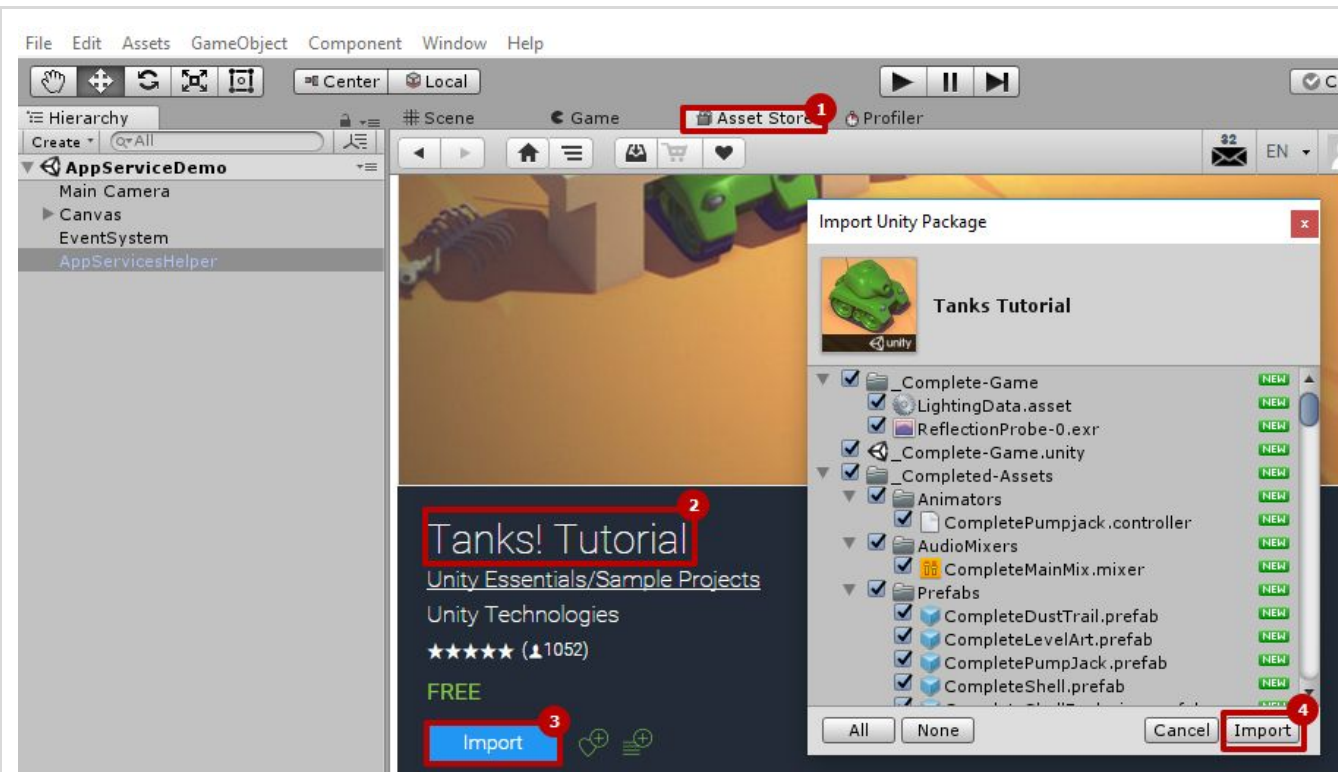 File Edit Assets GameObject Component Window Help
Center Local
Hierarchy
# Scene Game Asset Store Profiler
1
Create All
32
EN
AppServiceDemo
Main Camera
Canvas
EventSystem
AppServicesHelper
Import Unity Package
x
Tanks Tutorial
unity
_Complete-Game NEW
LightingData.asset NEW
ReflectionProbe-0.exr NEW
_Complete-Game.unity NEW
_Completed-Assets NEW
Animators NEW
CompletePumpjack.controller NEW
AudioMixers NEW
CompleteMainMix.mixer NEW
Prefabs NEW
CompleteDustTrail.prefab NEW
CompleteLevelArt.prefab NEW
CompletePumpJack.prefab NEW
CompleteShell.prefab NEW
All None Cancel Import
4
2
Tanks! Tutorial
Unity Essentials/Sample Projects
Unity Technologies
★★★★★ (1052)
FREE
3
Import